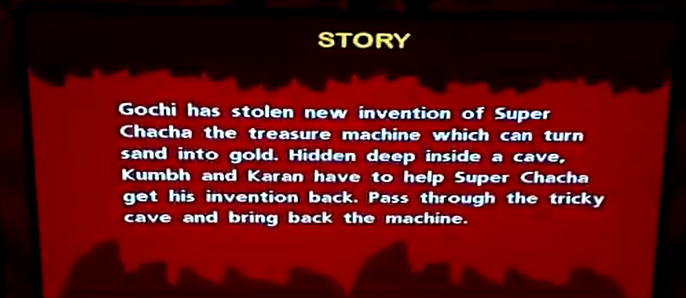 STORY
Gochi has stolen new invention of Super
Chacha the treasure machine which can turn
sand into gold. Hidden deep inside a cave,
Kumbh and Karan have to help Super Chacha
get his invention back. Pass through the tricky
cave and bring back the machine.